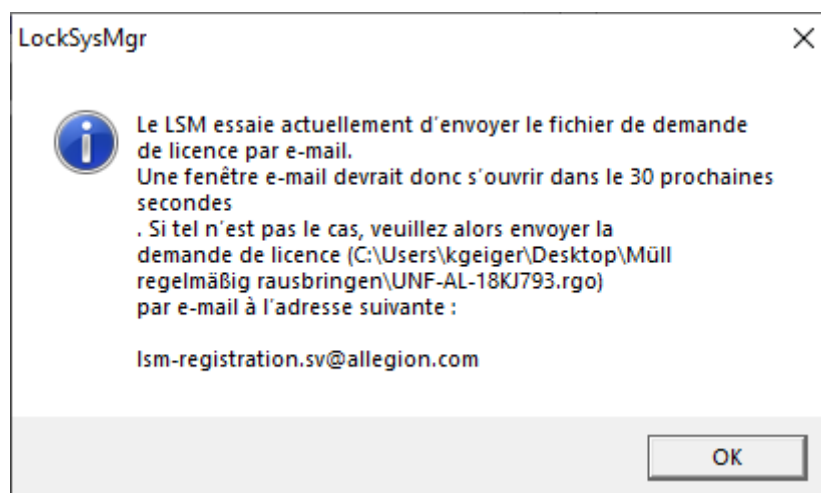 LockSysMgr
Le LSM essaie actuellement d´envoyer le fichier de demande
de licence par e-mail.
Une fenêtre e-mail devrait donc s´ouvrir dans le 30 prochaines
secondes
. Si tel n´est pas le cas, veuillez alors envoyer la
demande de licence (C:\Users\kgeiger\Desktop\Müll
regelmäßig rausbringen\UNF-AL-18KJ793.rgo)
par e-mail à l´adresse suivante :
lsm-registration.sv@allegion.com
OK